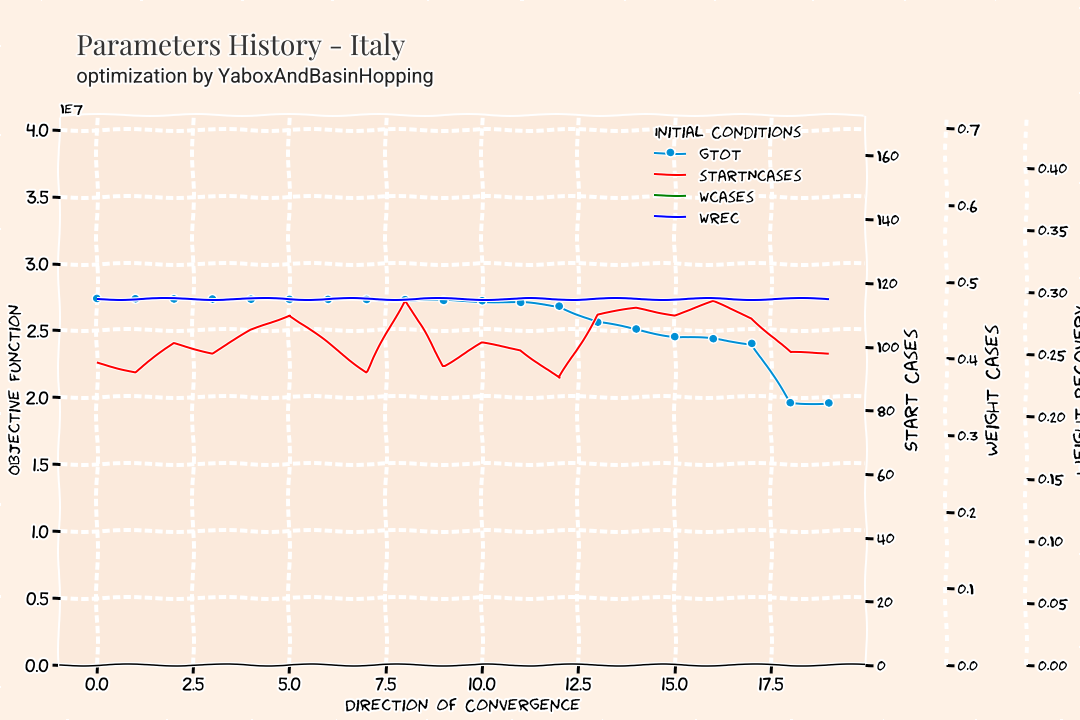 Parameters History - Italy
optimization by YaboxAndBasinHopping
1E7
4.0
3.5
3.0
2.5
2.0
1.5
1.0
0.5
0.0
OBJECTIVE FUNCTION
INITIAL CONDITIONS
GTOT
STARTNCASES
WCASES
WREC
0.0 2.5 5.0 7.5 10.0 12.5 15.0 17.5
DIRECTION OF CONVERGENCE
160
140
120
100
80
60
40
20
0
START CASES
0.7
0.6
0.5
0.4
0.3
0.2
0.1
0.0
WEIGHT CASES
0.40
0.35
0.30
0.25
0.20
0.15
0.10
0.05
0.00